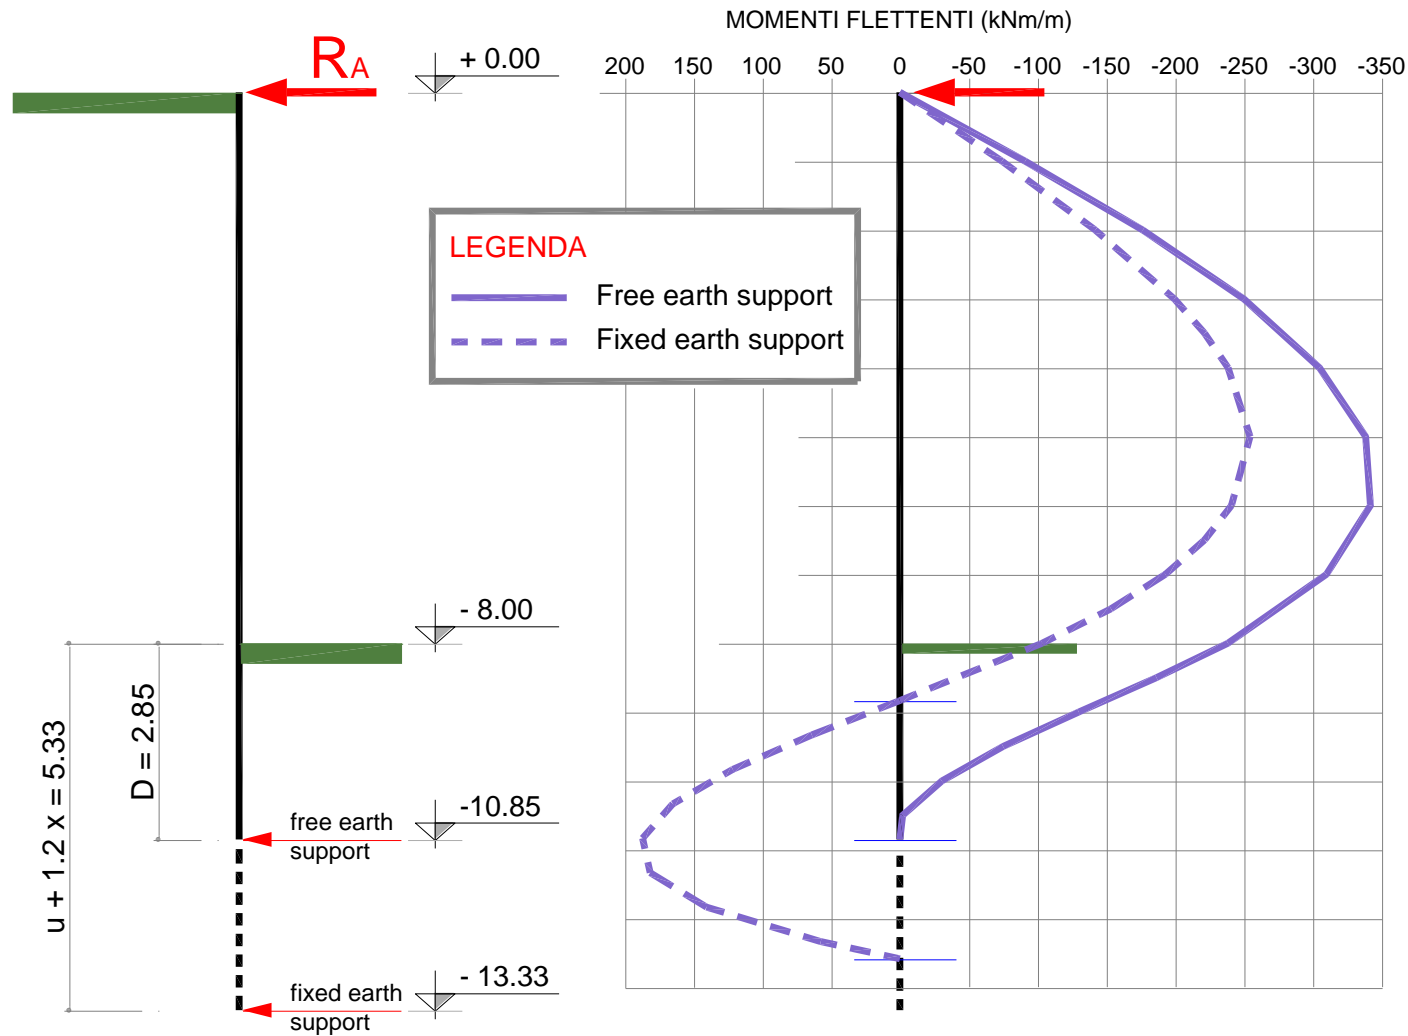 MOMENTI FLETTENTI (kNm/m)
200 150 100 50 0 -50 -100 -150 -200 -250 -300 -350
RA
+ 0.00
LEGENDA
Free earth support
Fixed earth support
- 8.00
u + 1.2 x = 5.33
D = 2.85
-10.85
free earth
support
- 13.33
fixed earth
support